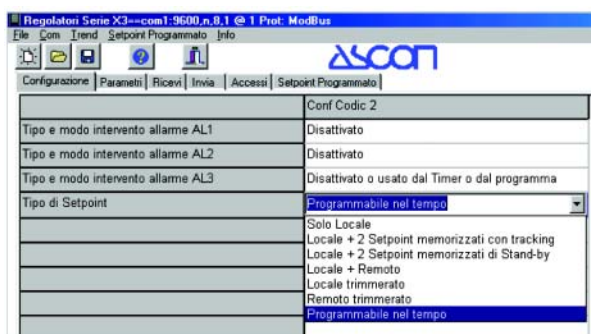 Regolatori Serie X3==com1:9600,n,8,1 @ 1 Prot: ModBus
File Com Trend Setpoint Programmato Info
ASCON
Configurazione Parametri Ricevi Invia Accessi Setpoint Programmato
Conf Codic 2
Tipo e modo intervento allarme AL1 Disattivato
Tipo e modo intervento allarme AL2 Disattivato
Tipo e modo intervento allarme AL3 Disattivato o usato dal Timer o dal programma
Tipo di Setpoint Programmabile nel tempo
Solo Locale
Locale + 2 Setpoint memorizzati con tracking
Locale + 2 Setpoint memorizzati di Stand-by
Locale + Remoto
Locale trimmerato
Remoto trimmerato
Programmabile nel tempo